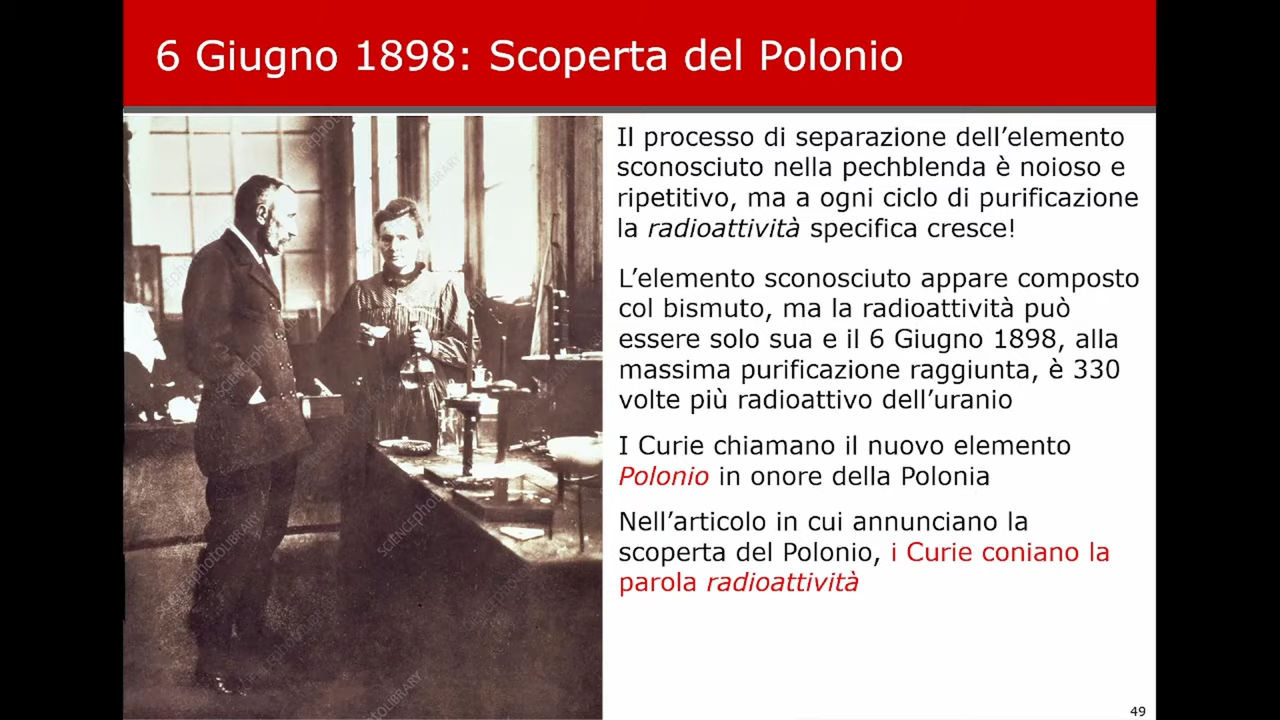 6 Giugno 1898: Scoperta del Polonio
Il processo di separazione dell’elemento
sconosciuto nella pechblenda è noioso e
ripetitivo, ma a ogni ciclo di purificazione
la radioattività specifica cresce!
L’elemento sconosciuto appare composto
col bismuto, ma la radioattività può
essere solo sua e il 6 Giugno 1898, alla
massima purificazione raggiunta, è 330
volte più radioattivo dell’uranio
I Curie chiamano il nuovo elemento
Polonio in onore della Polonia
Nell’articolo in cui annunciano la
scoperta del Polonio, i Curie coniano la
parola radioattività
49